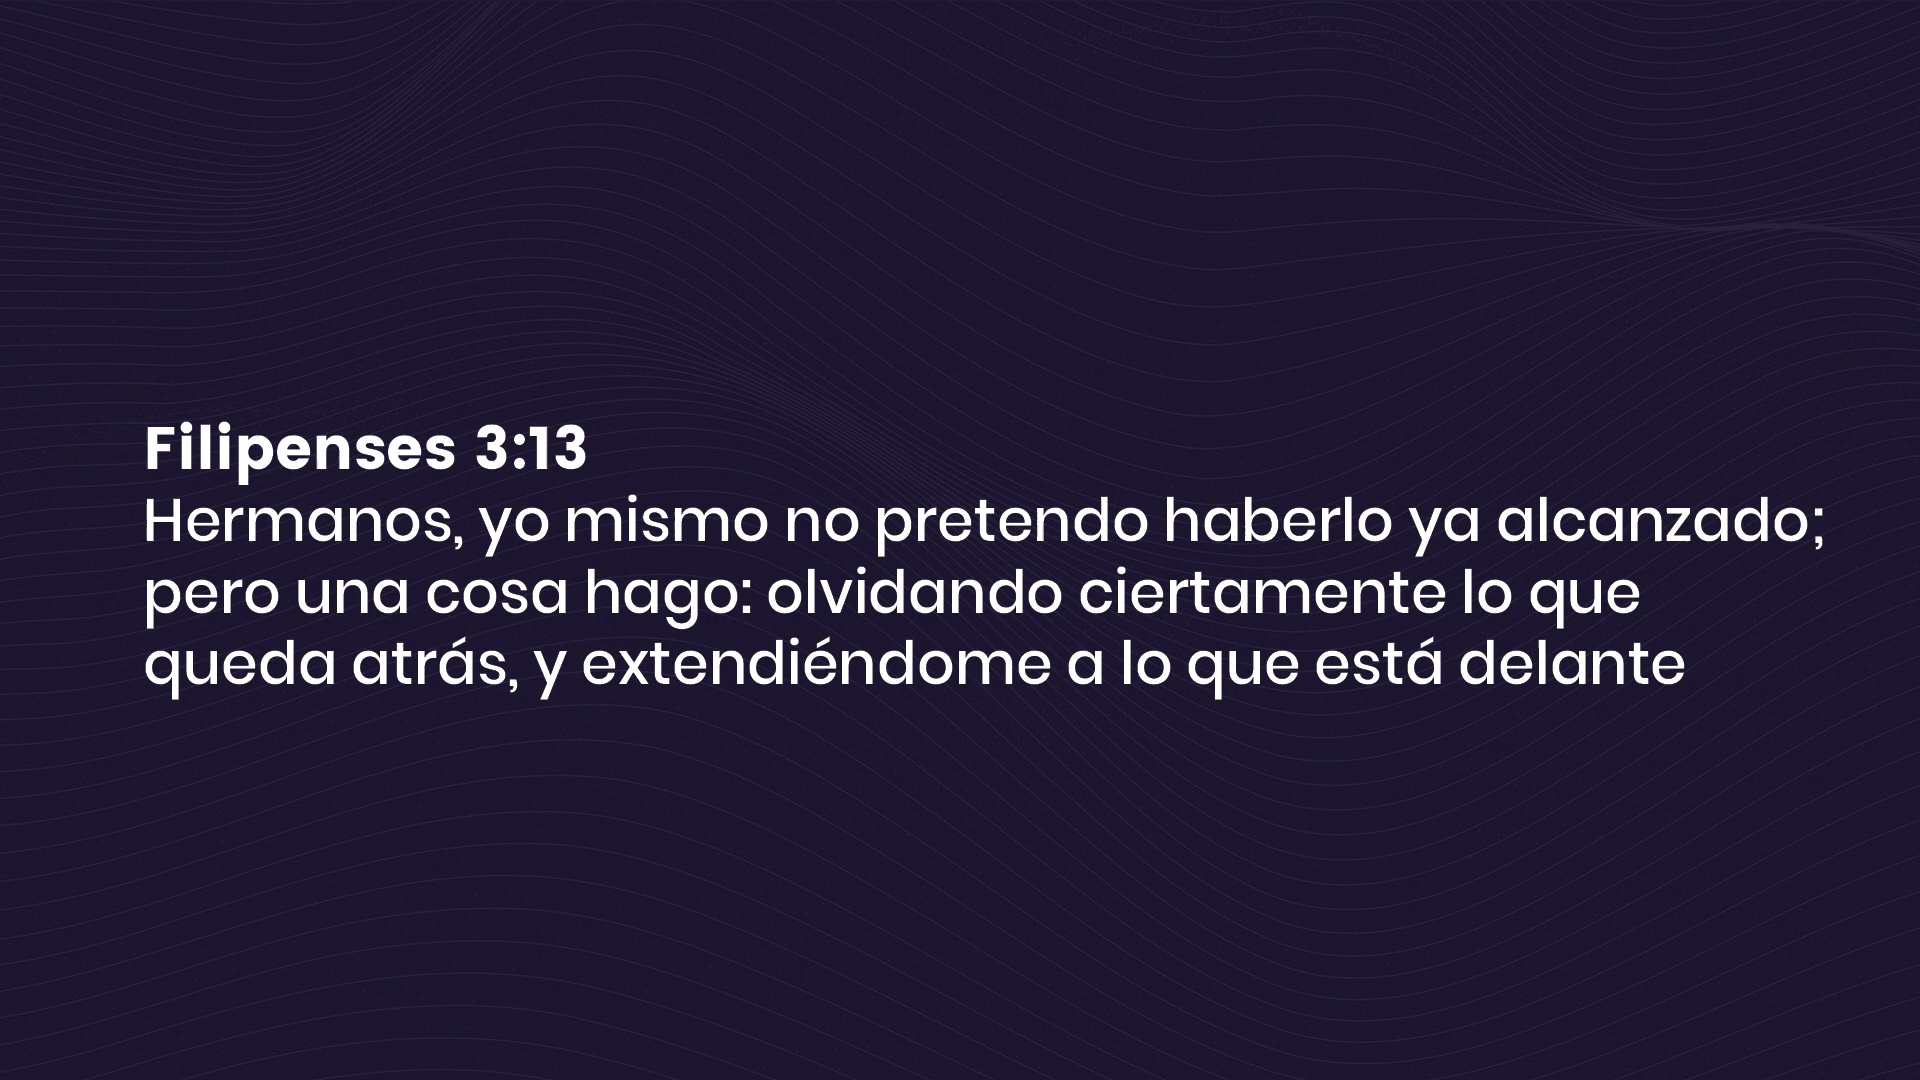 Filipenses 3:13
Hermanos, yo mismo no pretendo haberlo ya alcanzado;
pero una cosa hago: olvidando ciertamente lo que
queda atrás, y extendiéndome a lo que está delante